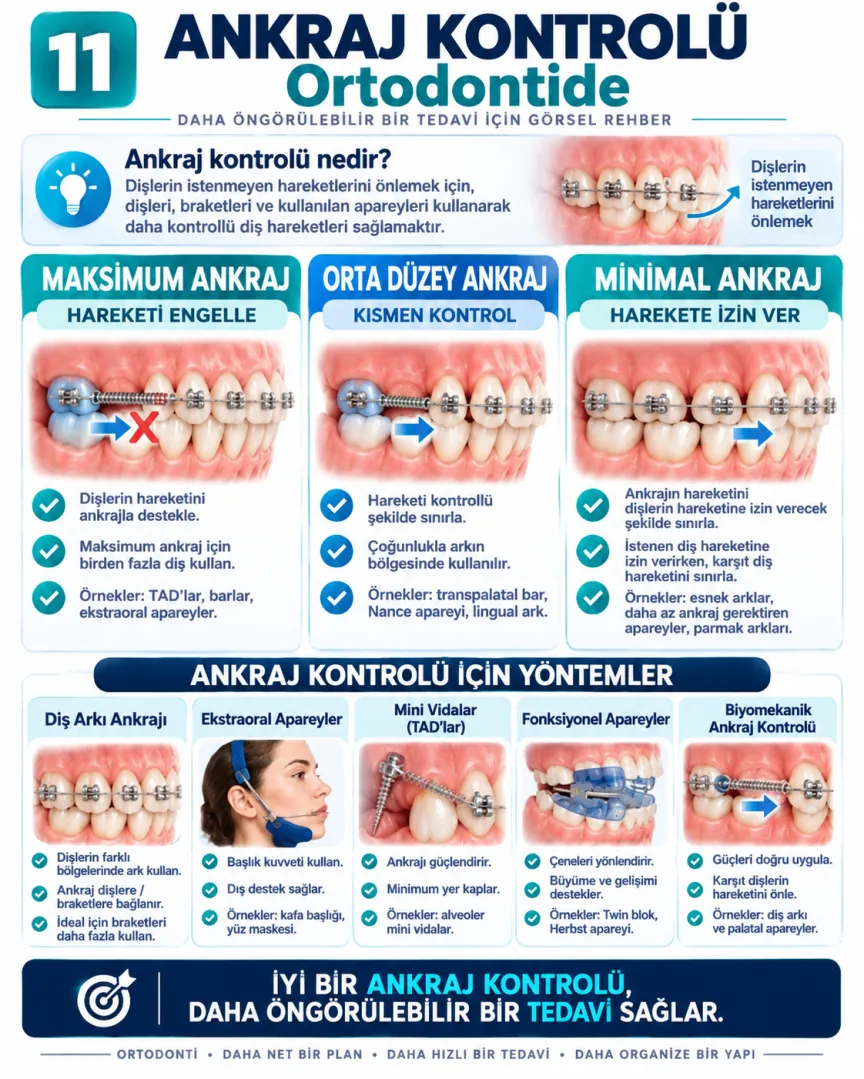 11
ANKRAJ KONTROLÜ
Ortodontide
DAHA ÖNGÖRÜLEBİLİR BİR TEDAVİ İÇİN GÖRSEL REHBER
Ankraj kontrolü nedir?
Dişlerin istenmeyen hareketlerini önlemek için,
dişleri, braketleri ve kullanılan apareyleri kullanarak
daha kontrollü diş hareketleri sağlamaktır.
Dişlerin
istenmeyen
hareketlerini
önlemek
MAKSİMUM ANKRAJ
HAREKETİ ENGELLE
X
Dişlerin hareketini
ankrajla destekle.
Maksimum ankraj için
birden fazla diş kullan.
Örnekler: TAD'lar, barlar,
ekstraoral apareyler.
ORTA DÜZEY ANKRAJ
KISMEN KONTROL
Hareketi kontrollü
şekilde sınırla.
Çoğunlukla arkın
bölgesinde kullanılır.
Örnekler: transpalatal bar,
Nance apareyi, lingual ark.
MİNİMAL ANKRAJ
HAREKETE İZİN VER
Ankrajın hareketini
dişlerin hareketine izin verecek
şekilde sınırla.
İstenen diş hareketine
izin verirken, karşıt diş
hareketini sınırla.
Örnekler: esnek arklar,
daha az ankraj gerektiren
apareyler, parmak arkları.
ANKRAJ KONTROLÜ İÇİN YÖNTEMLER
Diş Arkı Ankrajı
Dişlerin farklı
bölgelerinde ark kullan.
Ankraj dişlere /
braketlere bağlanır.
İdeal için braketleri
daha fazla kullan.
Ekstraoral Apareyler
Başlık kuvveti kullan.
Dış destek sağlar.
Örnekler: kafa başlığı,
yüz maskesi.
Mini Vidalar
(TAD'lar)
Ankrajı güçlendirir.
Minimum yer kaplar.
Örnekler: alveoler
mini vidalar.
Fonksiyonel Apareyler
Çeneleri yönlendirir.
Büyüme ve gelişimi
destekler.
Örnekler: Twin blok,
Herbst apareyi.
Biyomekanik
Ankraj Kontrolü
Güçleri doğru uygula.
Karşıt dişlerin
hareketini önle.
Örnekler: diş arkı
ve palatal apareyler.
İYİ BİR ANKRAJ KONTROLÜ,
DAHA ÖNGÖRÜLEBİLİR BİR TEDAVİ SAĞLAR.
ORTODONTİ • DAHA NET BİR PLAN • DAHA HIZLI BİR TEDAVİ • DAHA ORGANİZE BİR YAPI